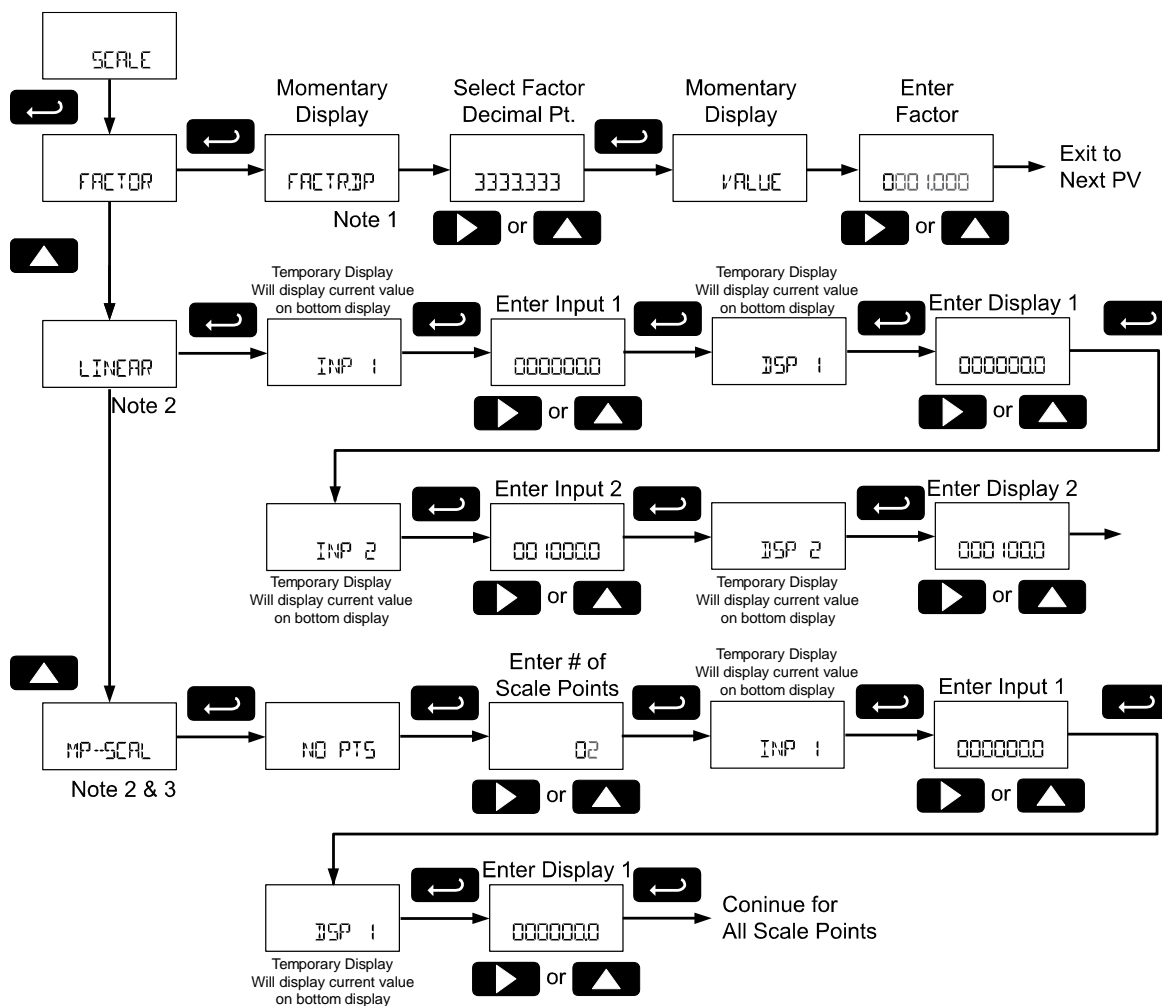 SCALE
Momentary
Display
Select Factor
Decimal Pt.
Momentary
Display
Enter
Factor
FACTOR
FACTR.DP
3333.333
VALUE
0001.000
Exit to
Next PV
Note 1
or
or
Temporary Display
Will display current value
on bottom display
Enter Input 1
Temporary Display
Will display current value
on bottom display
Enter Display 1
LINEAR
INP 1
000000.0
DSP 1
000000.0
Note 2
or
or
Enter Input 2
Enter Display 2
INP 2
001000.0
DSP 2
000100.0
Temporary Display
Will display current value
on bottom display
or
Temporary Display
Will display current value
on bottom display
or
Enter # of
Scale Points
Temporary Display
Will display current value
on bottom display
Enter Input 1
MP-SCAL
NO PTS
02
INP 1
000000.0
Note 2 & 3
or
or
Enter Display 1
DSP 1
000000.0
Coninue for
All Scale Points
Temporary Display
Will display current value
on bottom display
or